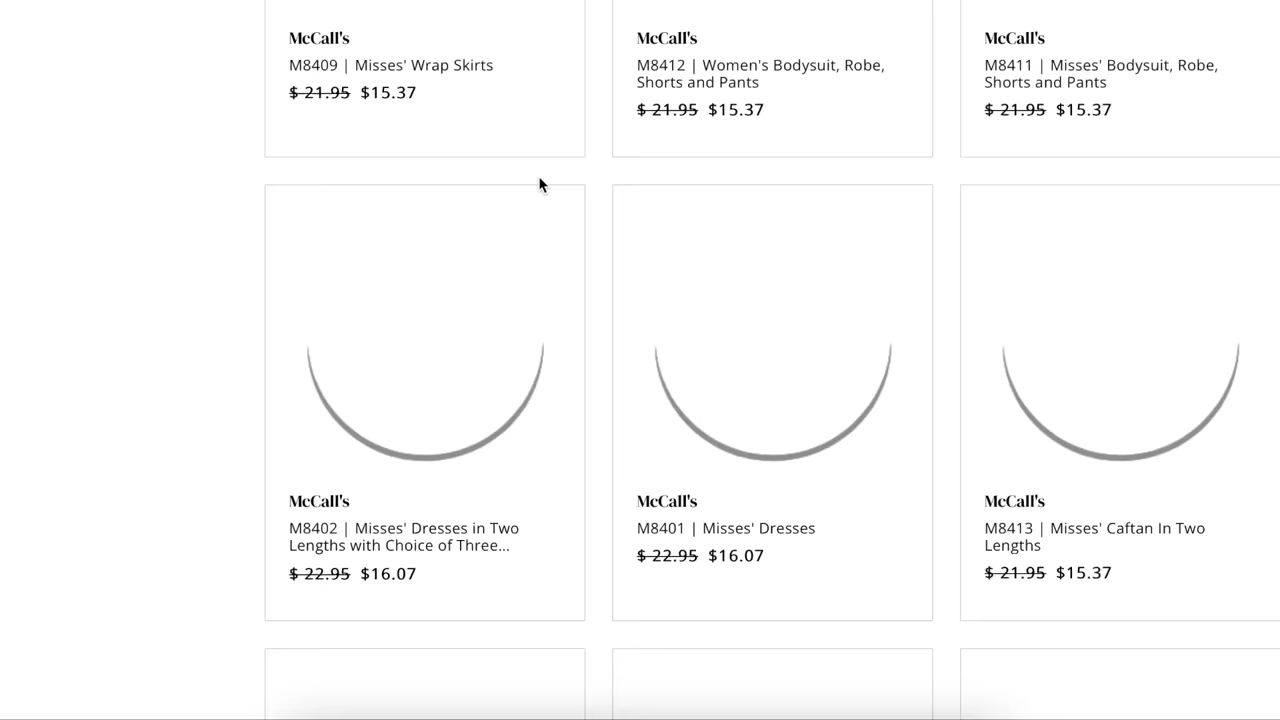 McCall's
M8409 | Misses' Wrap Skirts
$ 21.95 $15.37
McCall's
M8412 | Women's Bodysuit, Robe,
Shorts and Pants
$ 21.95 $15.37
McCall's
M8411 | Misses' Bodysuit, Robe,
Shorts and Pants
$ 21.95 $15.37
McCall's
M8402 | Misses' Dresses in Two
Lengths with Choice of Three...
$ 22.95 $16.07
McCall's
M8401 | Misses' Dresses
$ 22.95 $16.07
McCall's
M8413 | Misses' Caftan In Two
Lengths
$ 21.95 $15.37